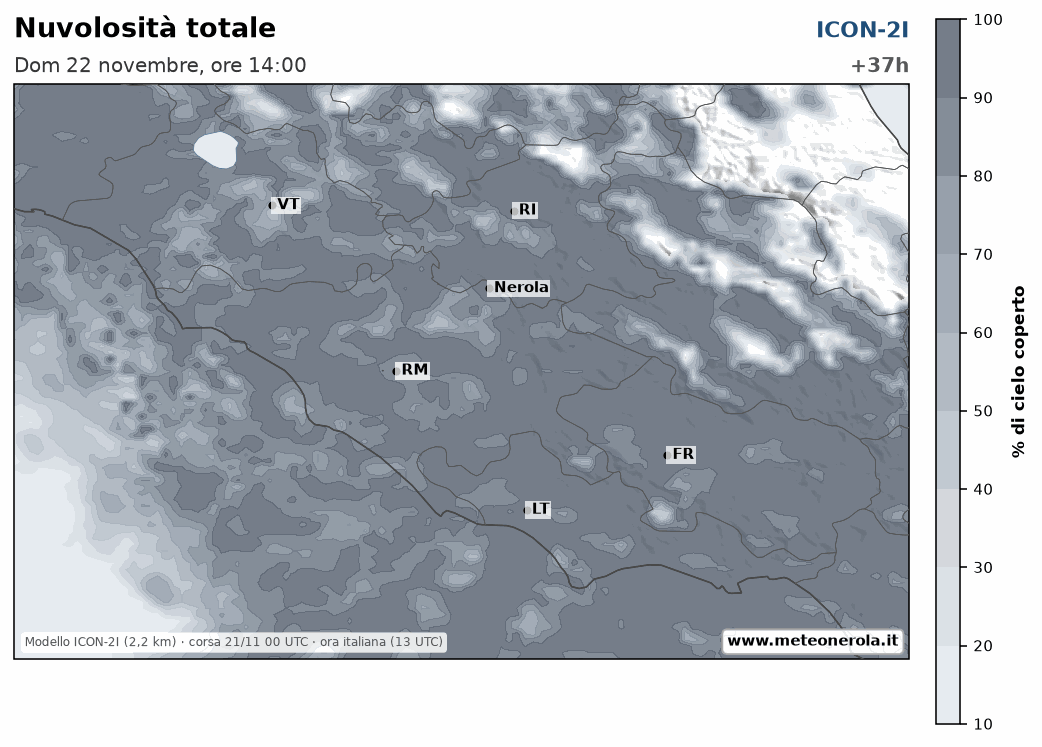 Nuvolosità totale
ICON-2I
Dom 22 novembre, ore 14:00
+37h
VT
RI
Nerola
RM
FR
LT
Modello ICON-2I (2,2 km) · corsa 21/11 00 UTC · ora italiana (13 UTC)
www.meteonerola.it
100
90
80
70
60
50
40
30
20
10
% di cielo coperto